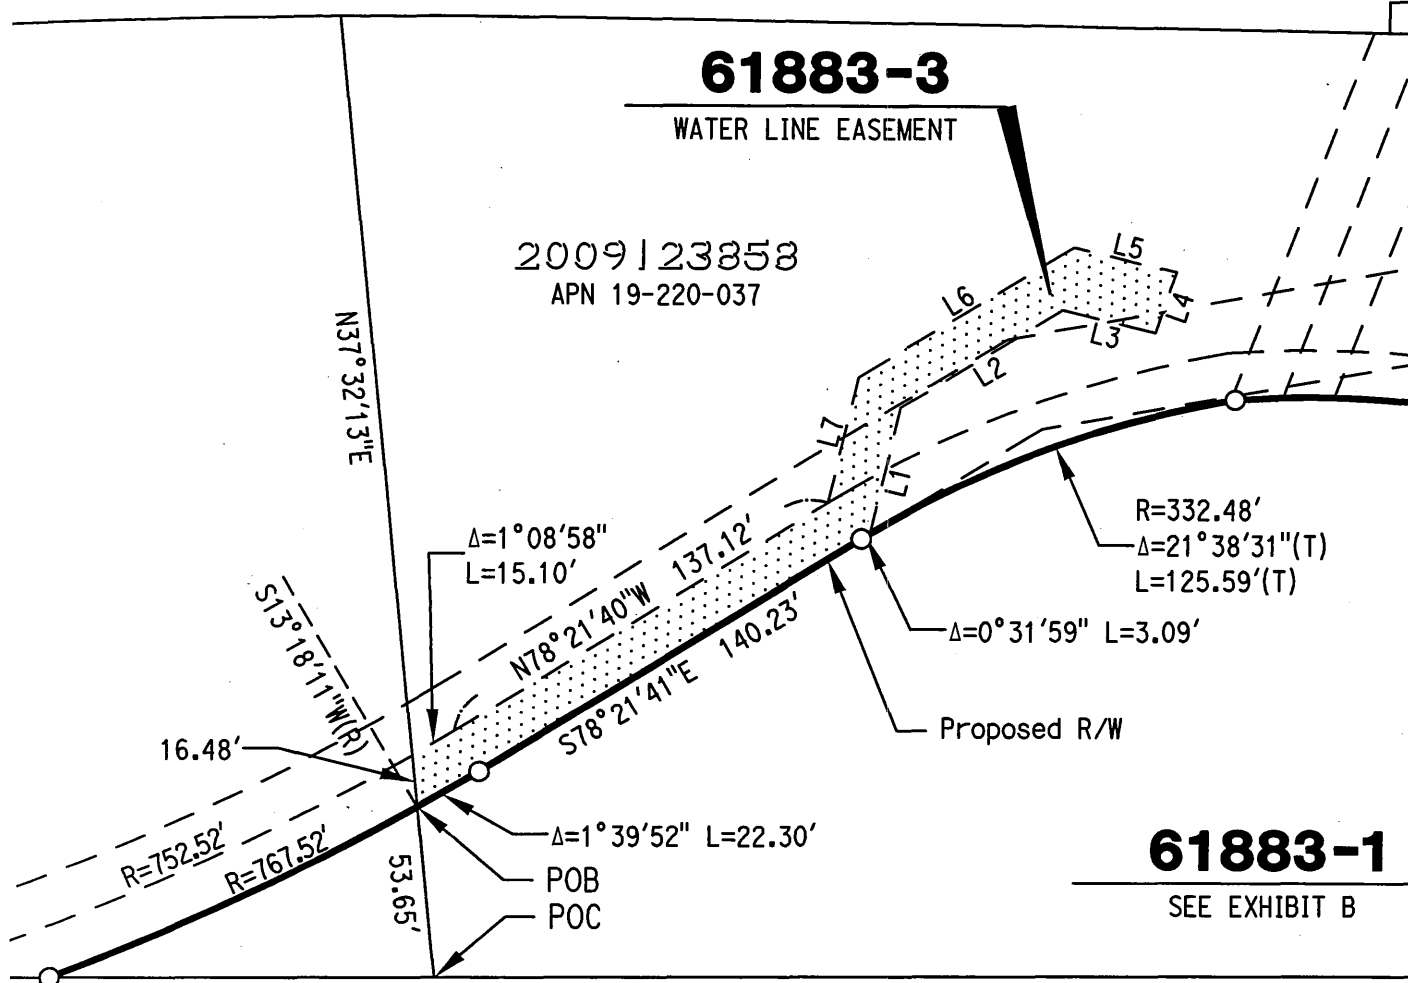 61883-3
WATER LINE EASEMENT
2009123858
APN 19-220-037
L5
L6
L4
L3
L2
L7
L1
N37°32'13"E
Δ=1°08'58"
L=15.10'
N78°21'40"W 137.12'
S78°21'41"E 140.23'
R=332.48'
Δ=21°38'31"(T)
L=125.59'(T)
Δ=0°31'59" L=3.09'
S13°18'11"W(R)
16.48'
Proposed R/W
Δ=1°39'52" L=22.30'
R=752.52'
R=767.52'
53.65'
POB
POC
61883-1
SEE EXHIBIT B